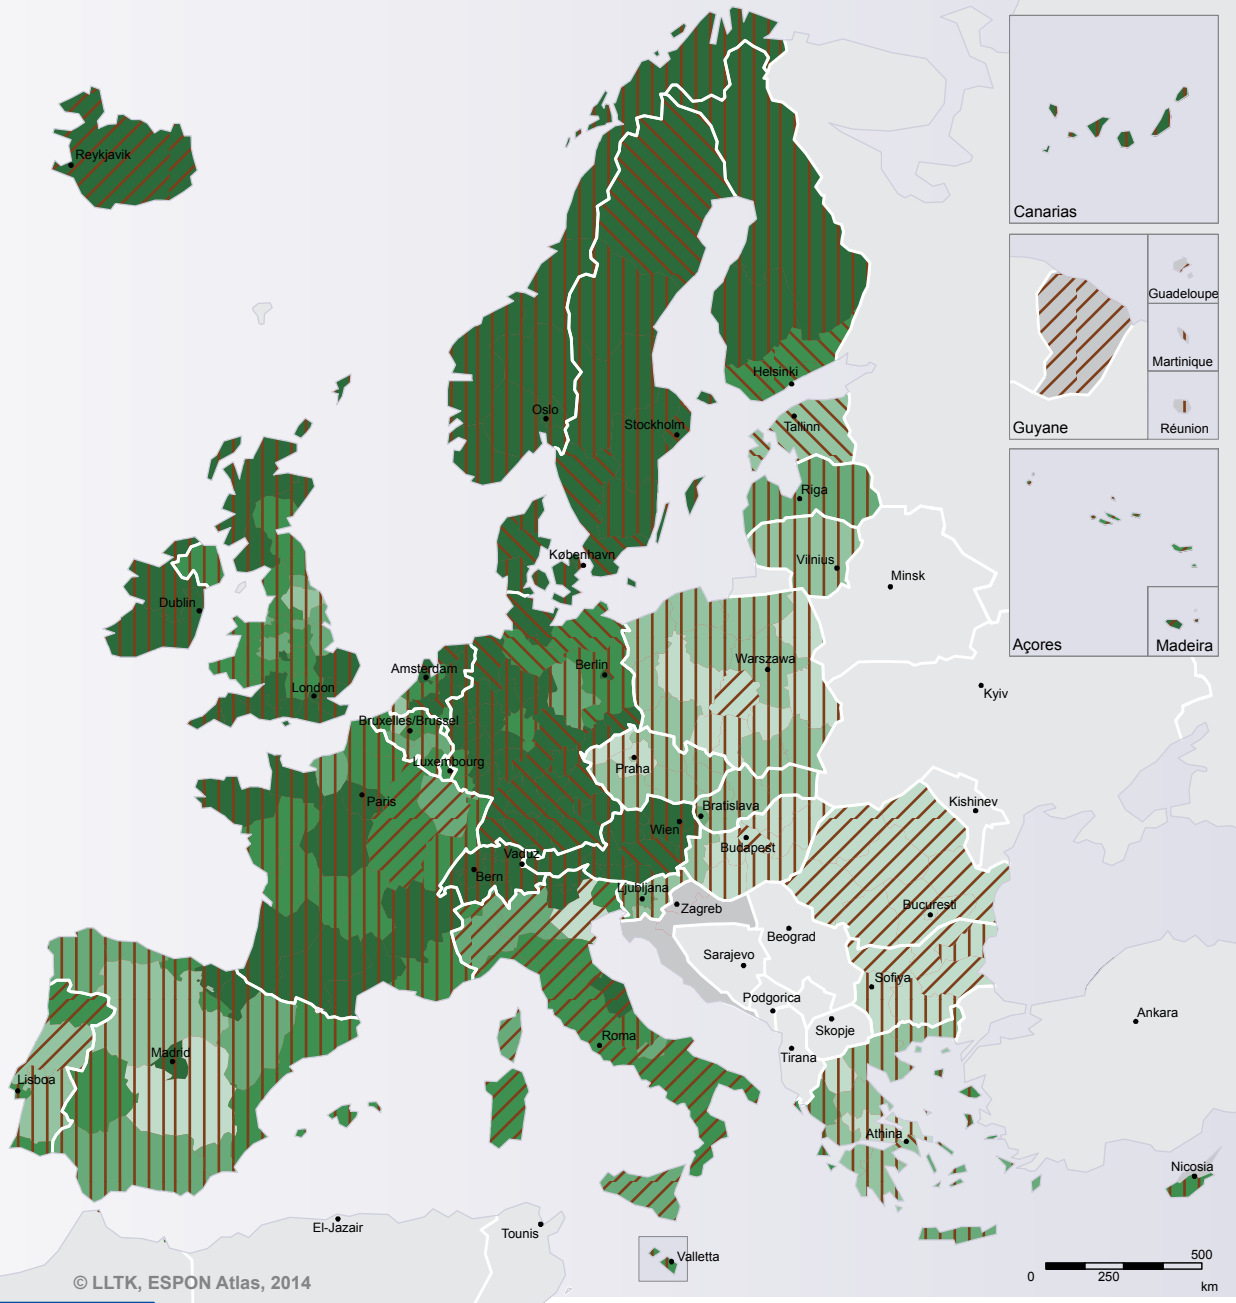 Reykjavik
Canarias
Guadeloupe
Martinique
Guyane
Réunion
Oslo
Stockholm
Helsinki
Tallinn
Riga
Vilnius
København
Minsk
Dublin
Açores
Madeira
London
Amsterdam
Berlin
Warszawa
Kyiv
Bruxelles/Brussel
Luxembourg
Praha
Paris
Kishinev
Bratislava
Wien
Budapest
Vaduz
Bern
Ljubljana
Zagreb
Bucuresti
Beograd
Sarajevo
Sofiya
Podgorica
Skopje
Ankara
Roma
Tirana
Madrid
Lisboa
Athina
Nicosia
El-Jazair
Tounis
Valletta
500
0 250
km
© LLTK, ESPON Atlas, 2014